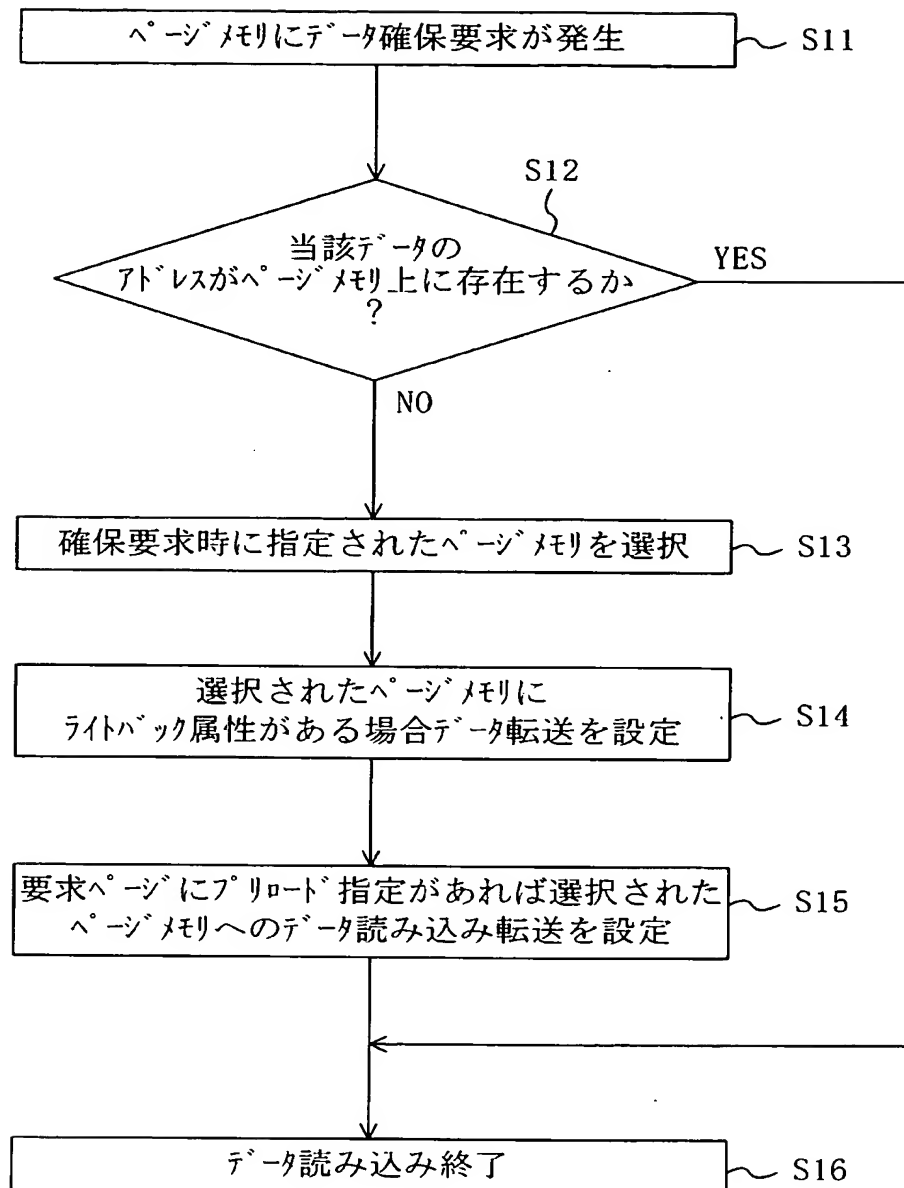 ページメモリにデータ確保要求が発生
S11
S12
当該データの
アドレスがページメモリ上に存在するか
?
YES
NO
確保要求時に指定されたページメモリを選択
S13
選択されたページメモリに
ライトバック属性がある場合データ転送を設定
S14
要求ページにプリロード指定があれば選択された
ページメモリへのデータ読み込み転送を設定
S15
データ読み込み終了
S16